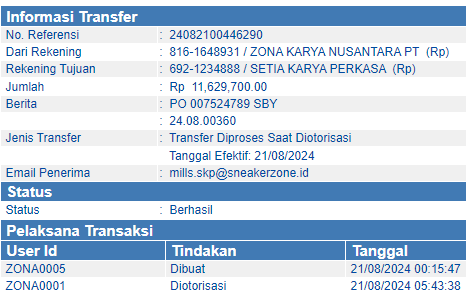 Informasi Transfer
No. Referensi : 24082100446290
Dari Rekening : 816-1648931 / ZONA KARYA NUSANTARA PT (Rp)
Rekening Tujuan : 692-1234888 / SETIA KARYA PERKASA (Rp)
Jumlah : Rp 11,629,700.00
Berita : PO 007524789 SBY
: 24.08.00360
Jenis Transfer : Transfer Diproses Saat Diotorisasi
Tanggal Efektif: 21/08/2024
Email Penerima : mills.skp@sneakerzone.id
Status
Status : Berhasil
Pelaksana Transaksi
User Id Tindakan Tanggal
ZONA0005 Dibuat 21/08/2024 00:15:47
ZONA0001 Diotorisasi 21/08/2024 05:43:38